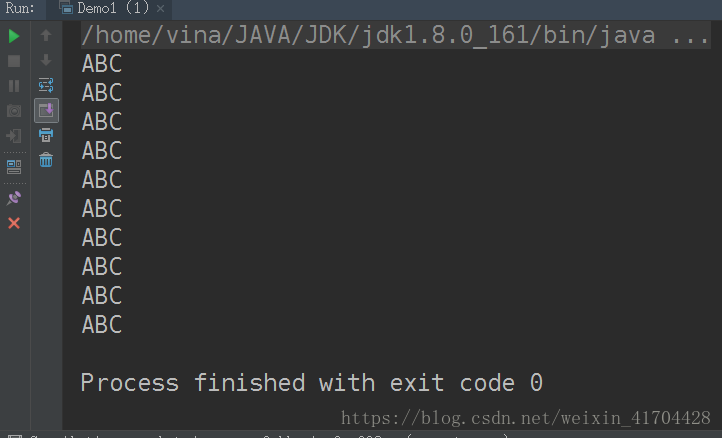 Run: Demo1 (1)
/home/vina/JAVA/JDK/jdk1.8.0_161/bin/java ...
ABC
ABC
ABC
ABC
ABC
ABC
ABC
ABC
ABC
ABC
Process finished with exit code 0
https://blog.csdn.net/weixin_41704428